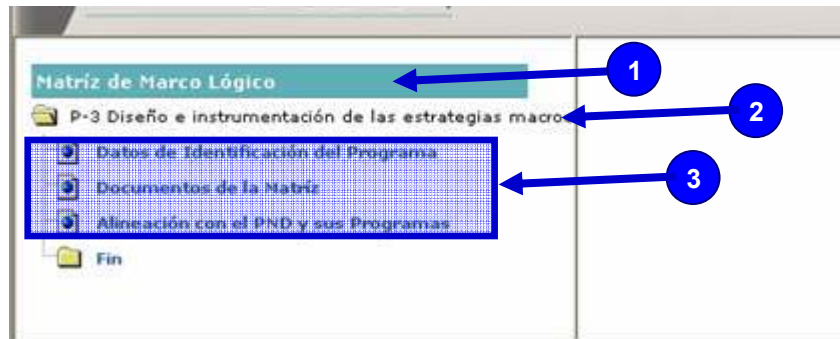 Matríz de Marco Lógico
1
P-3 Diseño e instrumentación de las estrategias macro
2
Datos de Identificación del Programa
Documentos de la Matríz
3
Alineación con el PND y sus Programas
Fin